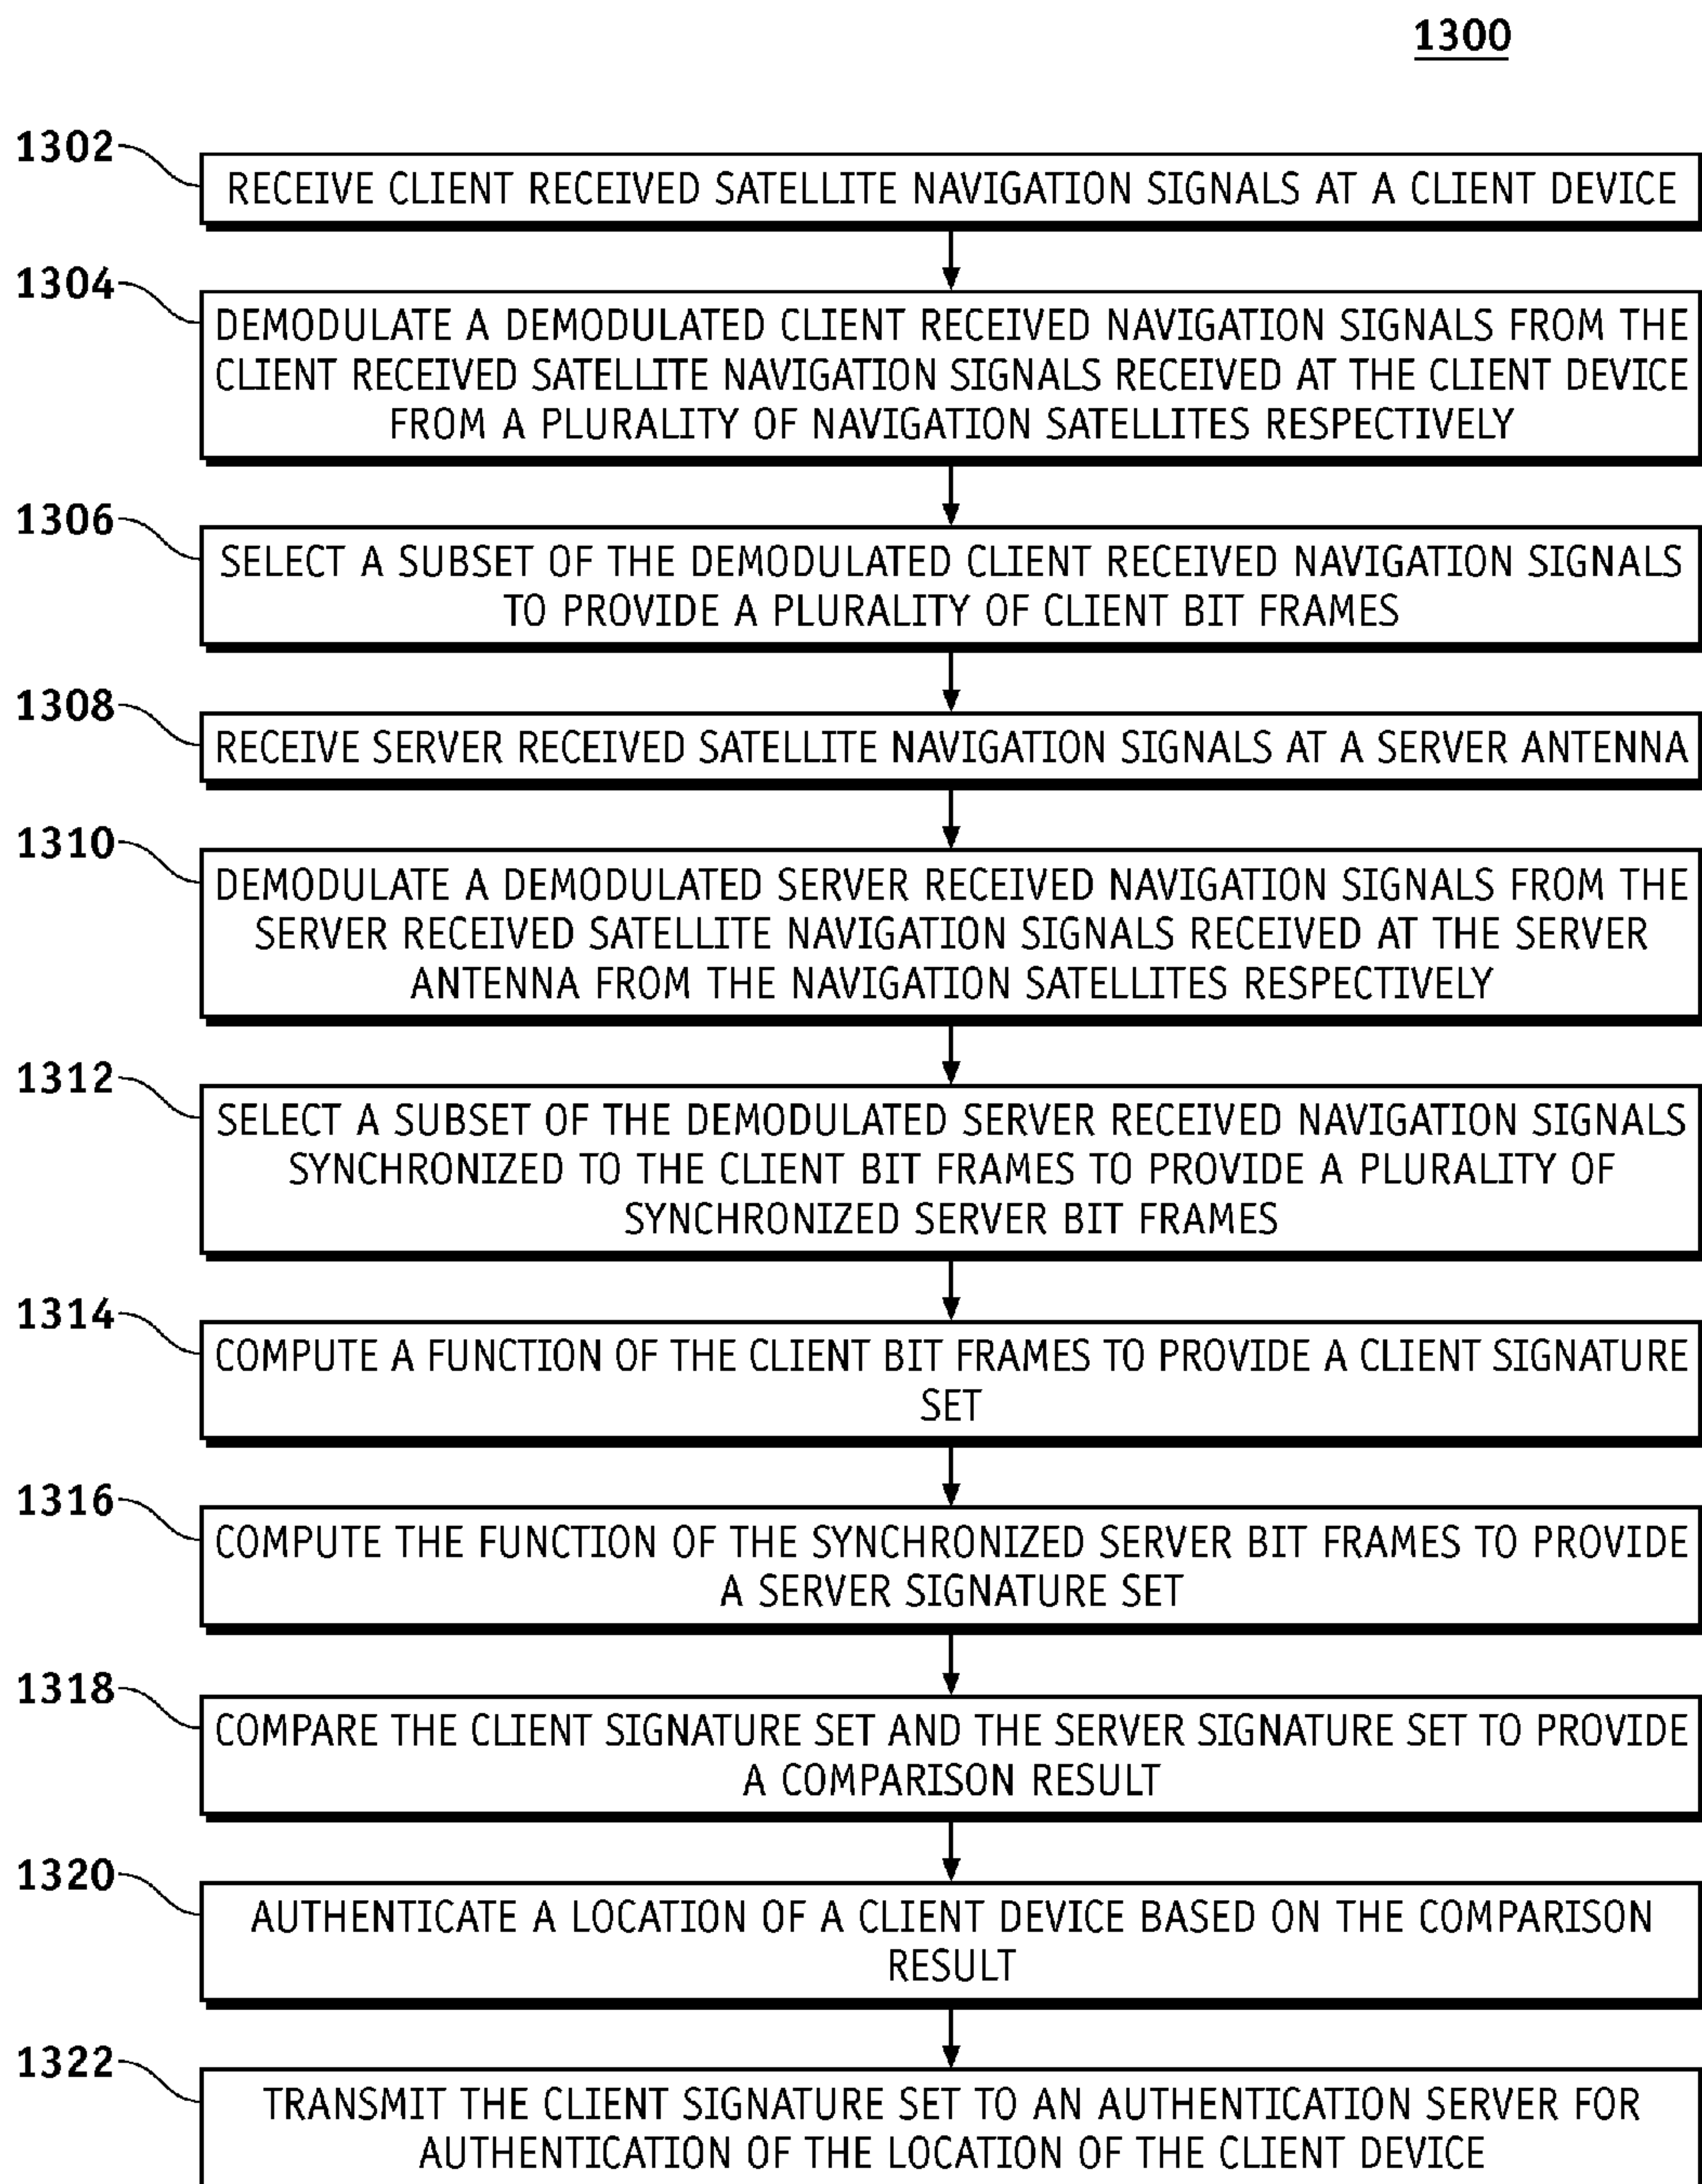 1300
1302
RECEIVE CLIENT RECEIVED SATELLITE NAVIGATION SIGNALS AT A CLIENT DEVICE
1304
DEMODULATE A DEMODULATED CLIENT RECEIVED NAVIGATION SIGNALS FROM THE
CLIENT RECEIVED SATELLITE NAVIGATION SIGNALS RECEIVED AT THE CLIENT DEVICE
FROM A PLURALITY OF NAVIGATION SATELLITES RESPECTIVELY
1306
SELECT A SUBSET OF THE DEMODULATED CLIENT RECEIVED NAVIGATION SIGNALS
TO PROVIDE A PLURALITY OF CLIENT BIT FRAMES
1308
RECEIVE SERVER RECEIVED SATELLITE NAVIGATION SIGNALS AT A SERVER ANTENNA
1310
DEMODULATE A DEMODULATED SERVER RECEIVED NAVIGATION SIGNALS FROM THE
SERVER RECEIVED SATELLITE NAVIGATION SIGNALS RECEIVED AT THE SERVER
ANTENNA FROM THE NAVIGATION SATELLITES RESPECTIVELY
1312
SELECT A SUBSET OF THE DEMODULATED SERVER RECEIVED NAVIGATION SIGNALS
SYNCHRONIZED TO THE CLIENT BIT FRAMES TO PROVIDE A PLURALITY OF
SYNCHRONIZED SERVER BIT FRAMES
1314
COMPUTE A FUNCTION OF THE CLIENT BIT FRAMES TO PROVIDE A CLIENT SIGNATURE
SET
1316
COMPUTE THE FUNCTION OF THE SYNCHRONIZED SERVER BIT FRAMES TO PROVIDE
A SERVER SIGNATURE SET
1318
COMPARE THE CLIENT SIGNATURE SET AND THE SERVER SIGNATURE SET TO PROVIDE
A COMPARISON RESULT
1320
AUTHENTICATE A LOCATION OF A CLIENT DEVICE BASED ON THE COMPARISON
RESULT
1322
TRANSMIT THE CLIENT SIGNATURE SET TO AN AUTHENTICATION SERVER FOR
AUTHENTICATION OF THE LOCATION OF THE CLIENT DEVICE